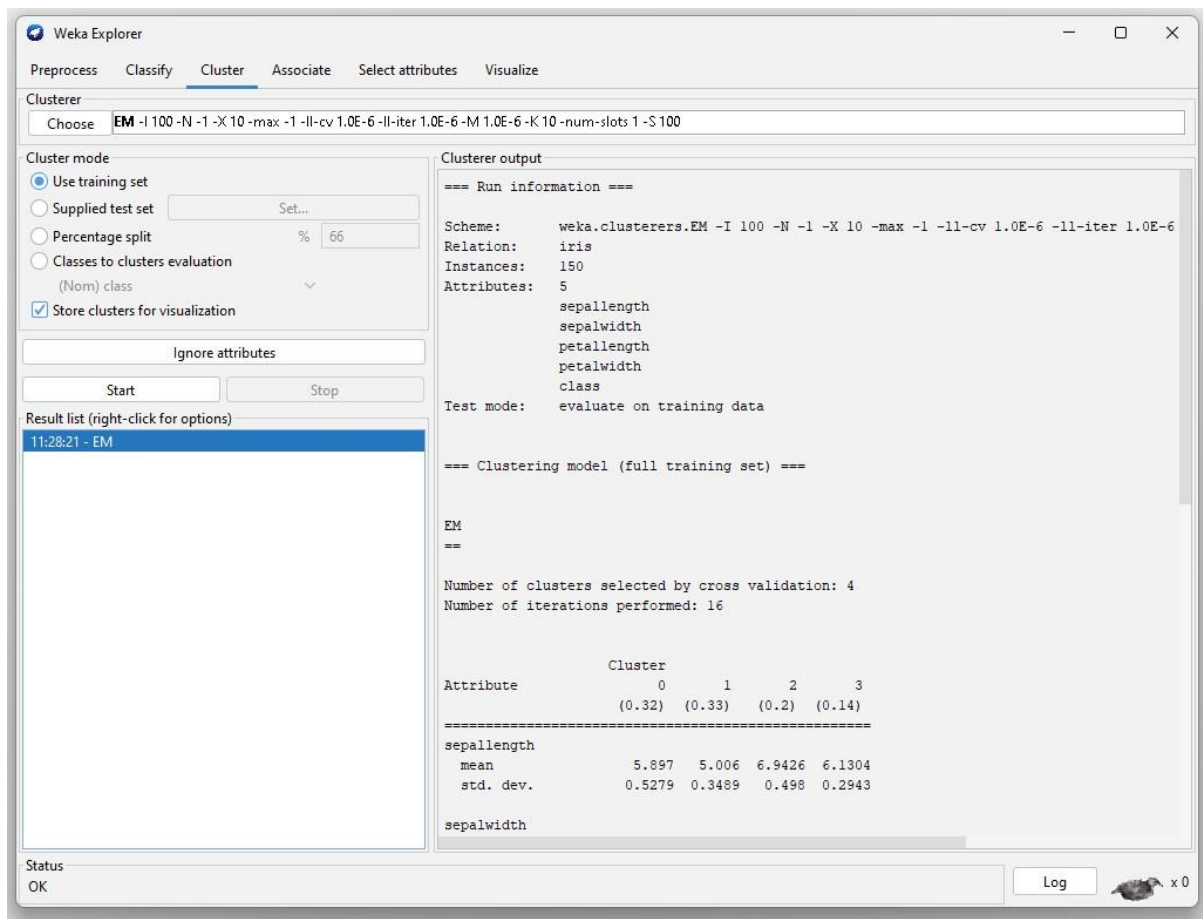 Weka Explorer
Preprocess Classify Cluster Associate Select attributes Visualize
Clusterer
Choose EM -I 100 -N -1 -X 10 -max -1 -ll-cv 1.0E-6 -ll-iter 1.0E-6 -M 1.0E-6 -K 10 -num-slots 1 -S 100
Cluster mode
Use training set
Supplied test set Set...
Percentage split % 66
Classes to clusters evaluation
(Nom) class
Store clusters for visualization
Ignore attributes
Start Stop
Result list (right-click for options)
11:28:21 - EM
Clusterer output
=== Run information ===
Scheme: weka.clusterers.EM -I 100 -N -1 -X 10 -max -1 -ll-cv 1.0E-6 -ll-iter 1.0E-6
Relation: iris
Instances: 150
Attributes: 5
sepallength
sepalwidth
petallength
petalwidth
class
Test mode: evaluate on training data
=== Clustering model (full training set) ===
EM
==
Number of clusters selected by cross validation: 4
Number of iterations performed: 16
Cluster
Attribute 0 1 2 3
(0.32) (0.33) (0.2) (0.14)
====================================================
sepallength
mean 5.897 5.006 6.9426 6.1304
std. dev. 0.5279 0.3489 0.498 0.2943
sepalwidth
Status
OK
Log x 0